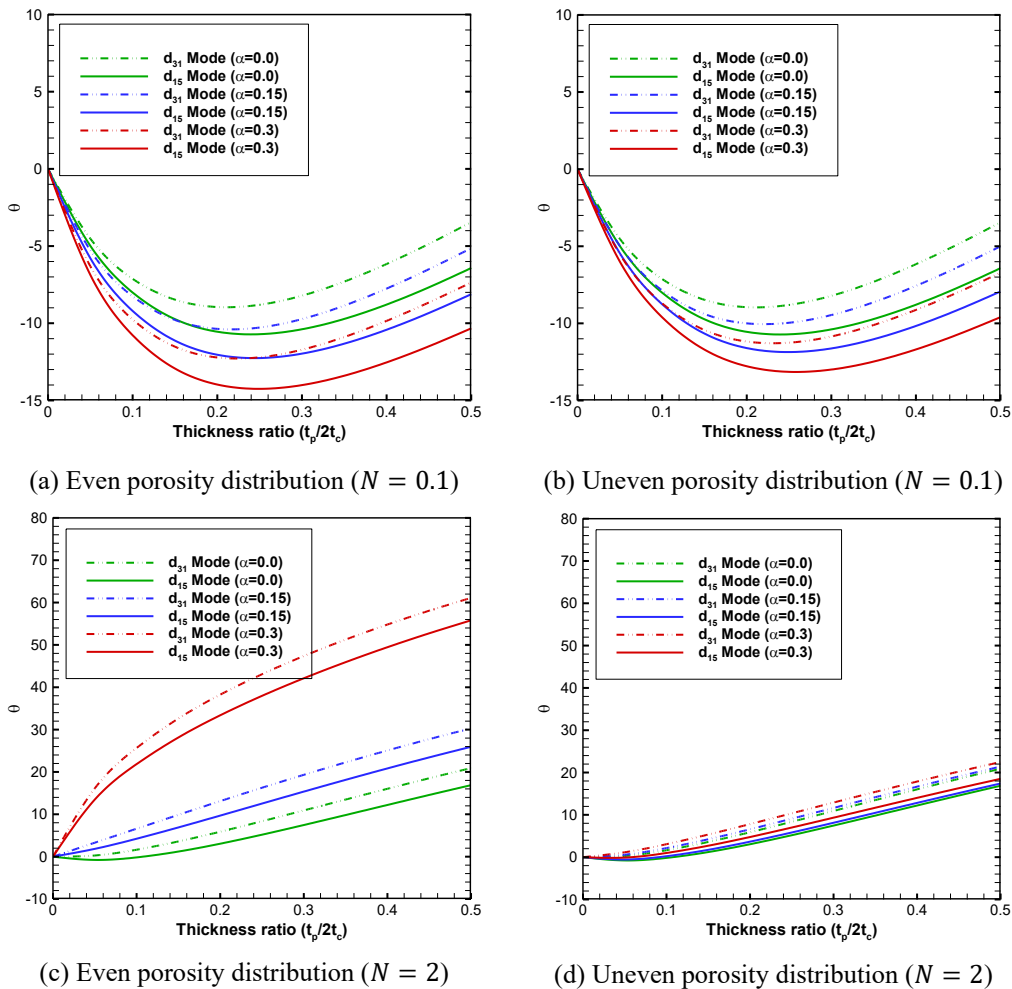 10
5
0
-5
-10
-15
θ
d31 Mode (α=0.0)
d15 Mode (α=0.0)
d31 Mode (α=0.15)
d15 Mode (α=0.15)
d31 Mode (α=0.3)
d15 Mode (α=0.3)
0 0.1 0.2 0.3 0.4 0.5
Thickness ratio (tp/2tc)
(a) Even porosity distribution (N = 0.1)
10
5
0
-5
-10
-15
θ
d31 Mode (α=0.0)
d15 Mode (α=0.0)
d31 Mode (α=0.15)
d15 Mode (α=0.15)
d31 Mode (α=0.3)
d15 Mode (α=0.3)
0 0.1 0.2 0.3 0.4 0.5
Thickness ratio (tp/2tc)
(b) Uneven porosity distribution (N = 0.1)
80
70
60
50
40
30
20
10
0
-10
θ
d31 Mode (α=0.0)
d15 Mode (α=0.0)
d31 Mode (α=0.15)
d15 Mode (α=0.15)
d31 Mode (α=0.3)
d15 Mode (α=0.3)
0 0.1 0.2 0.3 0.4 0.5
Thickness ratio (tp/2tc)
(c) Even porosity distribution (N = 2)
80
70
60
50
40
30
20
10
0
-10
θ
d31 Mode (α=0.0)
d15 Mode (α=0.0)
d31 Mode (α=0.15)
d15 Mode (α=0.15)
d31 Mode (α=0.3)
d15 Mode (α=0.3)
0 0.1 0.2 0.3 0.4 0.5
Thickness ratio (tp/2tc)
(d) Uneven porosity distribution (N = 2)